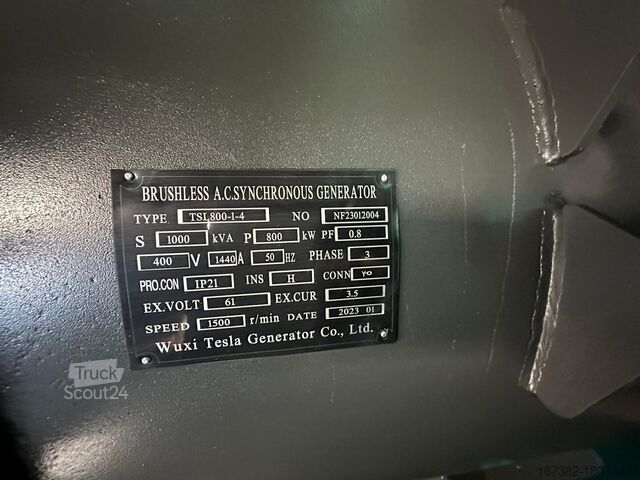 BRUSHLESS A.C.SYNCHRONOUS GENERATOR
TYPE TSL800-1-4 NO NF23012004
S 1000 kVA P 800 kW PF 0.8
400 V 1440 A 50 HZ PHASE 3
PRO.CON IP21 INS H CONN YO
EX.VOLT 61 EX.CUR 3.5
SPEED 1500 r/min DATE 2023 01
Wuxi Tesla Generator Co., Ltd.
Truck
Scout24